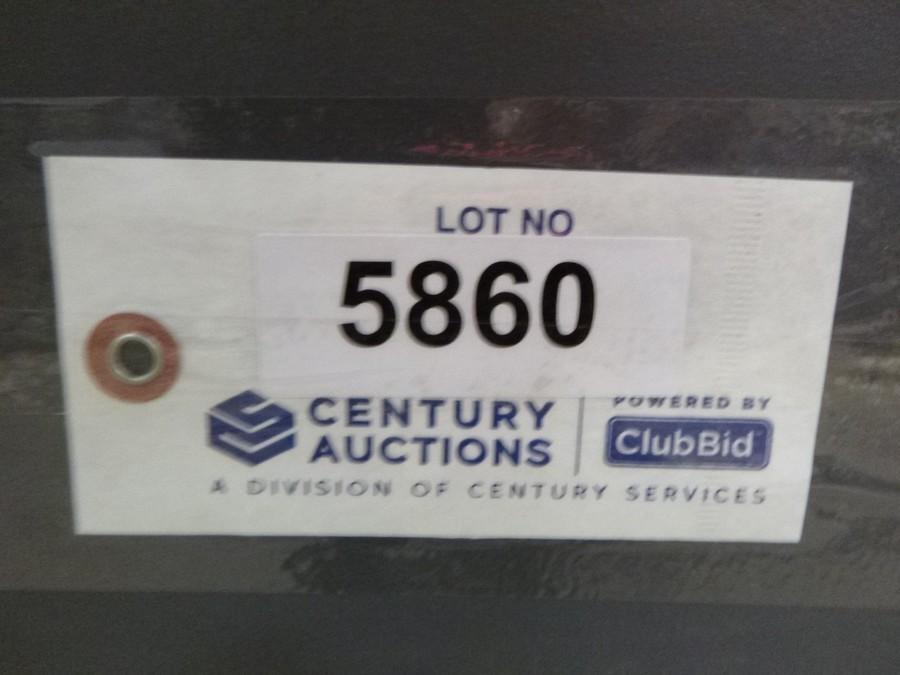 LOT NO
5860
CENTURY
AUCTIONS
POWERED BY
ClubBid
A DIVISION OF CENTURY SERVICES